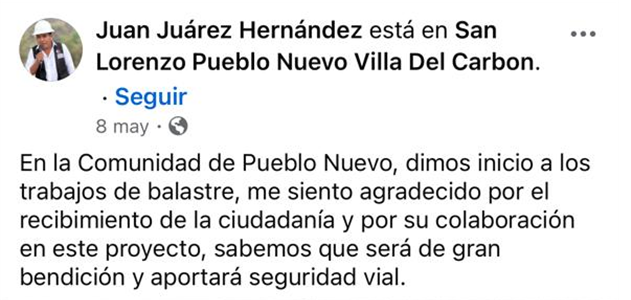 Juan Juárez Hernández está en San
Lorenzo Pueblo Nuevo Villa Del Carbon.
· Seguir
8 may ·
En la Comunidad de Pueblo Nuevo, dimos inicio a los
trabajos de balastre, me siento agradecido por el
recibimiento de la ciudadanía y por su colaboración
en este proyecto, sabemos que será de gran
bendición y aportará seguridad vial.